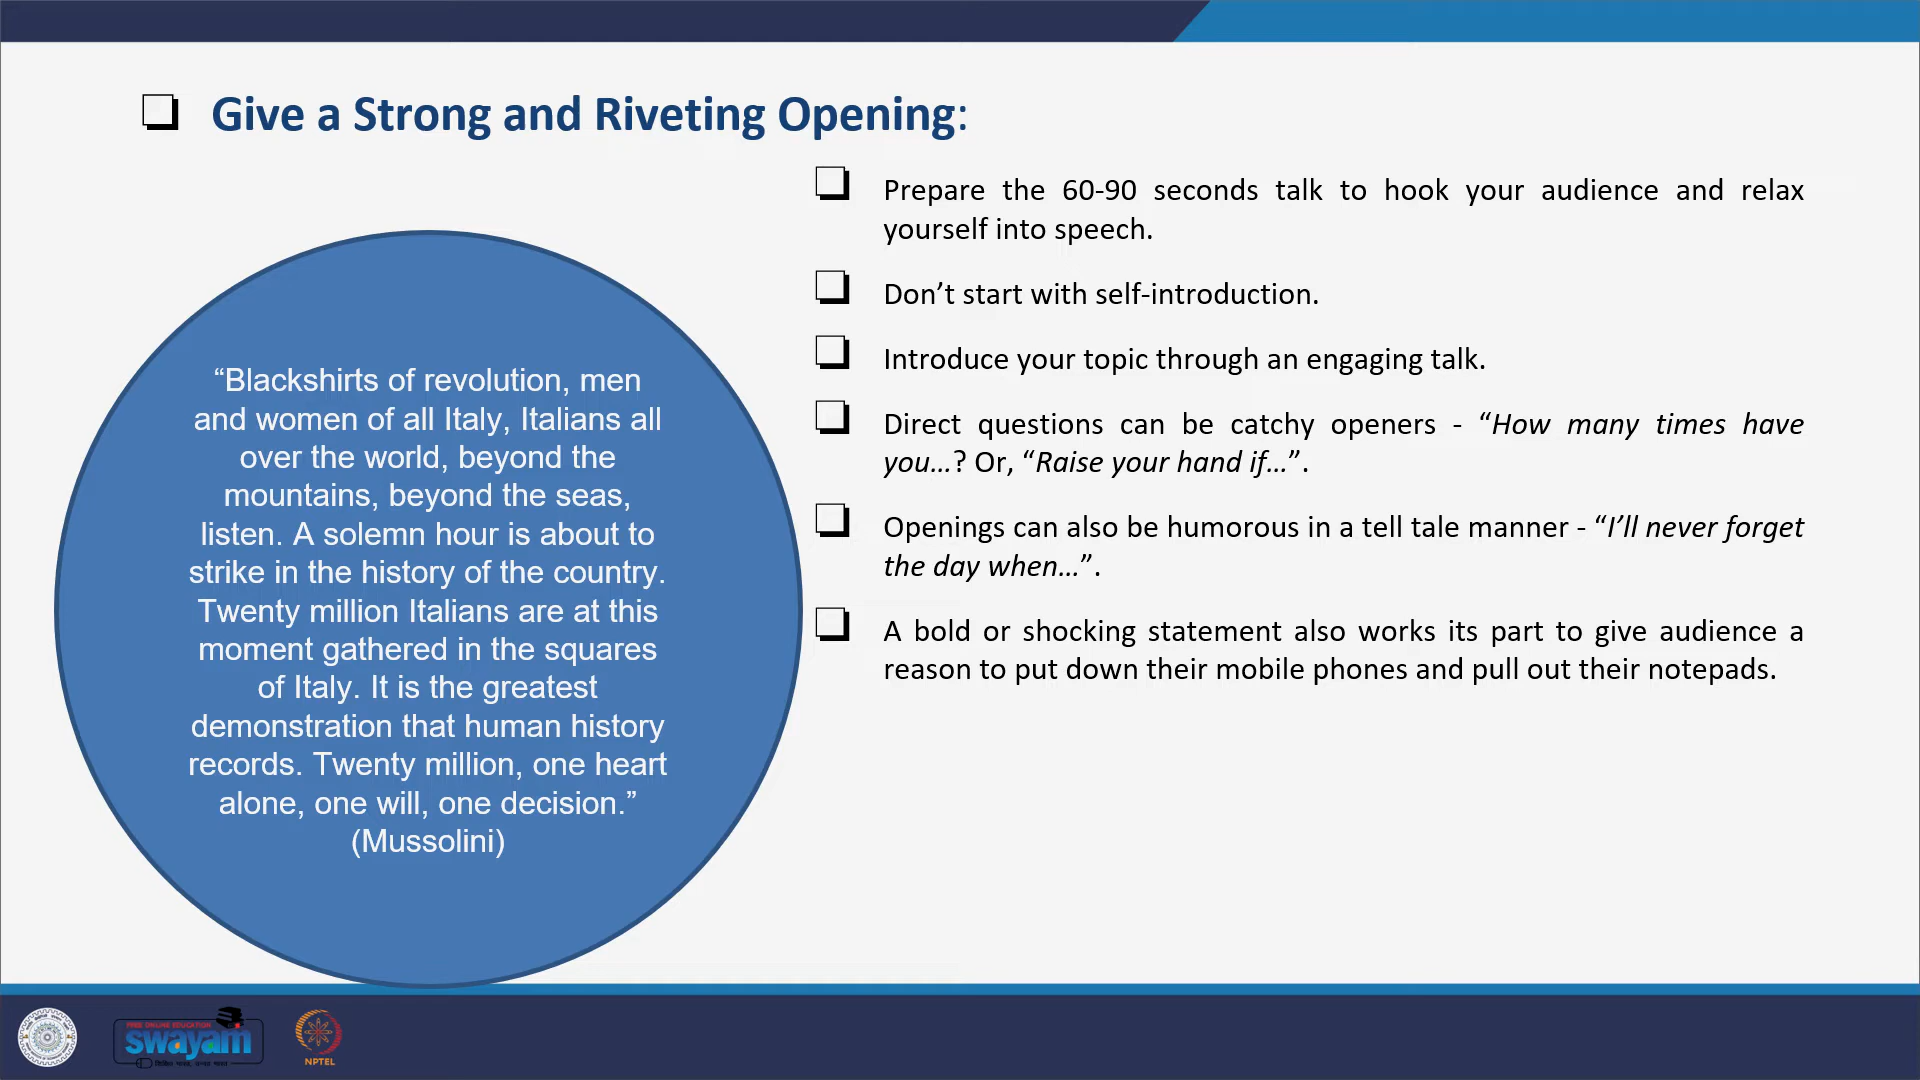 Give a Strong and Riveting Opening:
“Blackshirts of revolution, men
and women of all Italy, Italians all
over the world, beyond the
mountains, beyond the seas,
listen. A solemn hour is about to
strike in the history of the country.
Twenty million Italians are at this
moment gathered in the squares
of Italy. It is the greatest
demonstration that human history
records. Twenty million, one heart
alone, one will, one decision.”
(Mussolini)
Prepare the 60-90 seconds talk to hook your audience and relax
yourself into speech.
Don’t start with self-introduction.
Introduce your topic through an engaging talk.
Direct questions can be catchy openers - “How many times have
you…? Or, “Raise your hand if…”.
Openings can also be humorous in a tell tale manner - “I’ll never forget
the day when…”.
A bold or shocking statement also works its part to give audience a
reason to put down their mobile phones and pull out their notepads.
FREE ONLINE EDUCATION
swayam
NPTEL